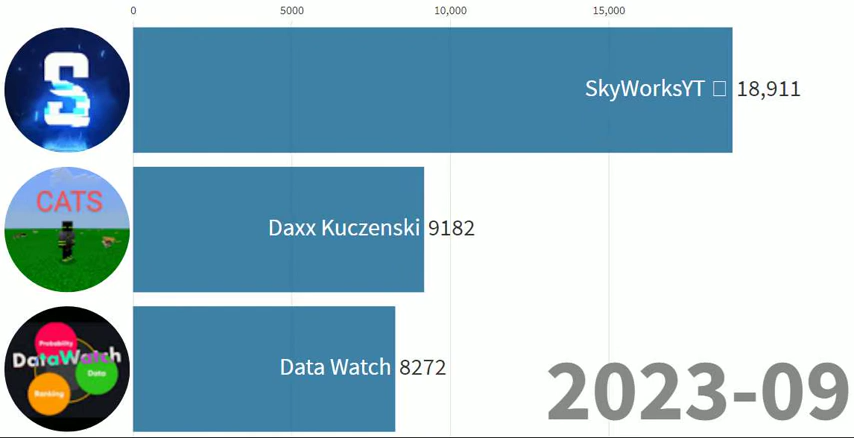 0 5000 10,000 15,000
S
SkyWorksYT 18,911
CATS
Daxx Kuczenski 9182
Probability
DataWatch
Data
Ranking
Data Watch 8272
2023-09